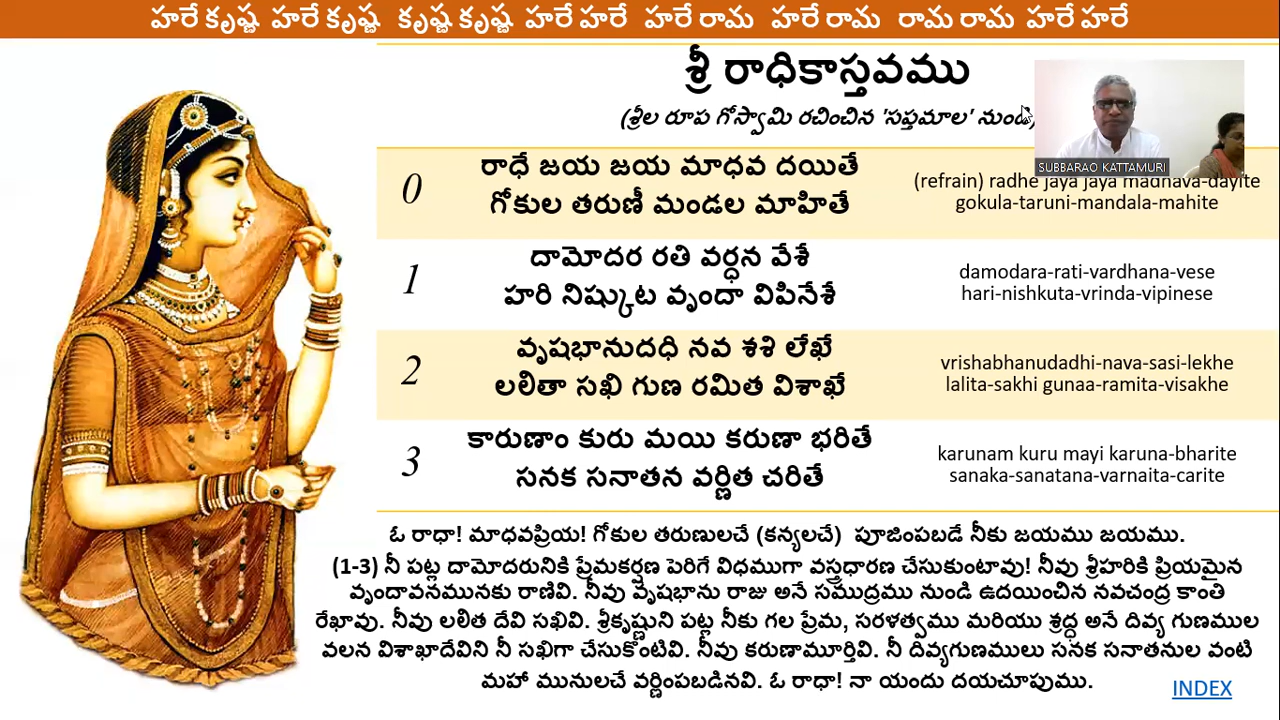 హరే కృష్ణ హరే కృష్ణ కృష్ణ కృష్ణ హరే హరే హరే రామ హరే రామ రామ రామ హరే హరే
శ్రీ రాధికాస్తవము
(శ్రీల రూప గోస్వామి రచించిన 'సప్తమాల' నుండి)
SUBBARAO KATTAMURI
0
రాధే జయ జయ మాధవ దయితే
గోకుల తరుణీ మండల మాహితే
(refrain) radhe jaya jaya madhava-dayite
gokula-taruni-mandala-mahite
1
దామోదర రతి వర్ధన వేశే
హరి నిష్కుట వృందా విపినేశే
damodara-rati-vardhana-vese
hari-nishkuta-vrinda-vipinese
2
వృషభానుదధి నవ శశి లేఖే
లలితా సఖి గుణ రమిత విశాఖే
vrishabhanudadhi-nava-sasi-lekhe
lalita-sakhi gunaa-ramita-visakhe
3
కారుణాం కురు మయి కరుణా భరితే
సనక సనాతన వర్ణిత చరితే
karunam kuru mayi karuna-bharite
sanaka-sanatana-varnaita-carite
ఓ రాధా! మాధవప్రియ! గోకుల తరుణులచే (కన్యలచే) పూజింపబడే నీకు జయము జయము.
(1-3) నీ పట్ల దామోదరునికి ప్రేమకర్షణ పెరిగే విధముగా వస్త్రధారణ చేసుకుంటావు! నీవు శ్రీహరికి ప్రియమైన
వృందావనమునకు రాణివి. నీవు వృషభాను రాజు అనే సముద్రము నుండి ఉదయించిన నవచంద్ర కాంతి
రేఖావు. నీవు లలిత దేవి సఖివి. శ్రీకృష్ణుని పట్ల నీకు గల ప్రేమ, సరళత్వము మరియు శ్రద్ధ అనే దివ్య గుణముల
వలన విశాఖాదేవిని నీ సఖిగా చేసుకొంటివి. నీవు కరుణామూర్తివి. నీ దివ్యగుణములు సనక సనాతనుల వంటి
మహా మునులచే వర్ణింపబడినవి. ఓ రాధా! నా యందు దయచూపుము.
INDEX